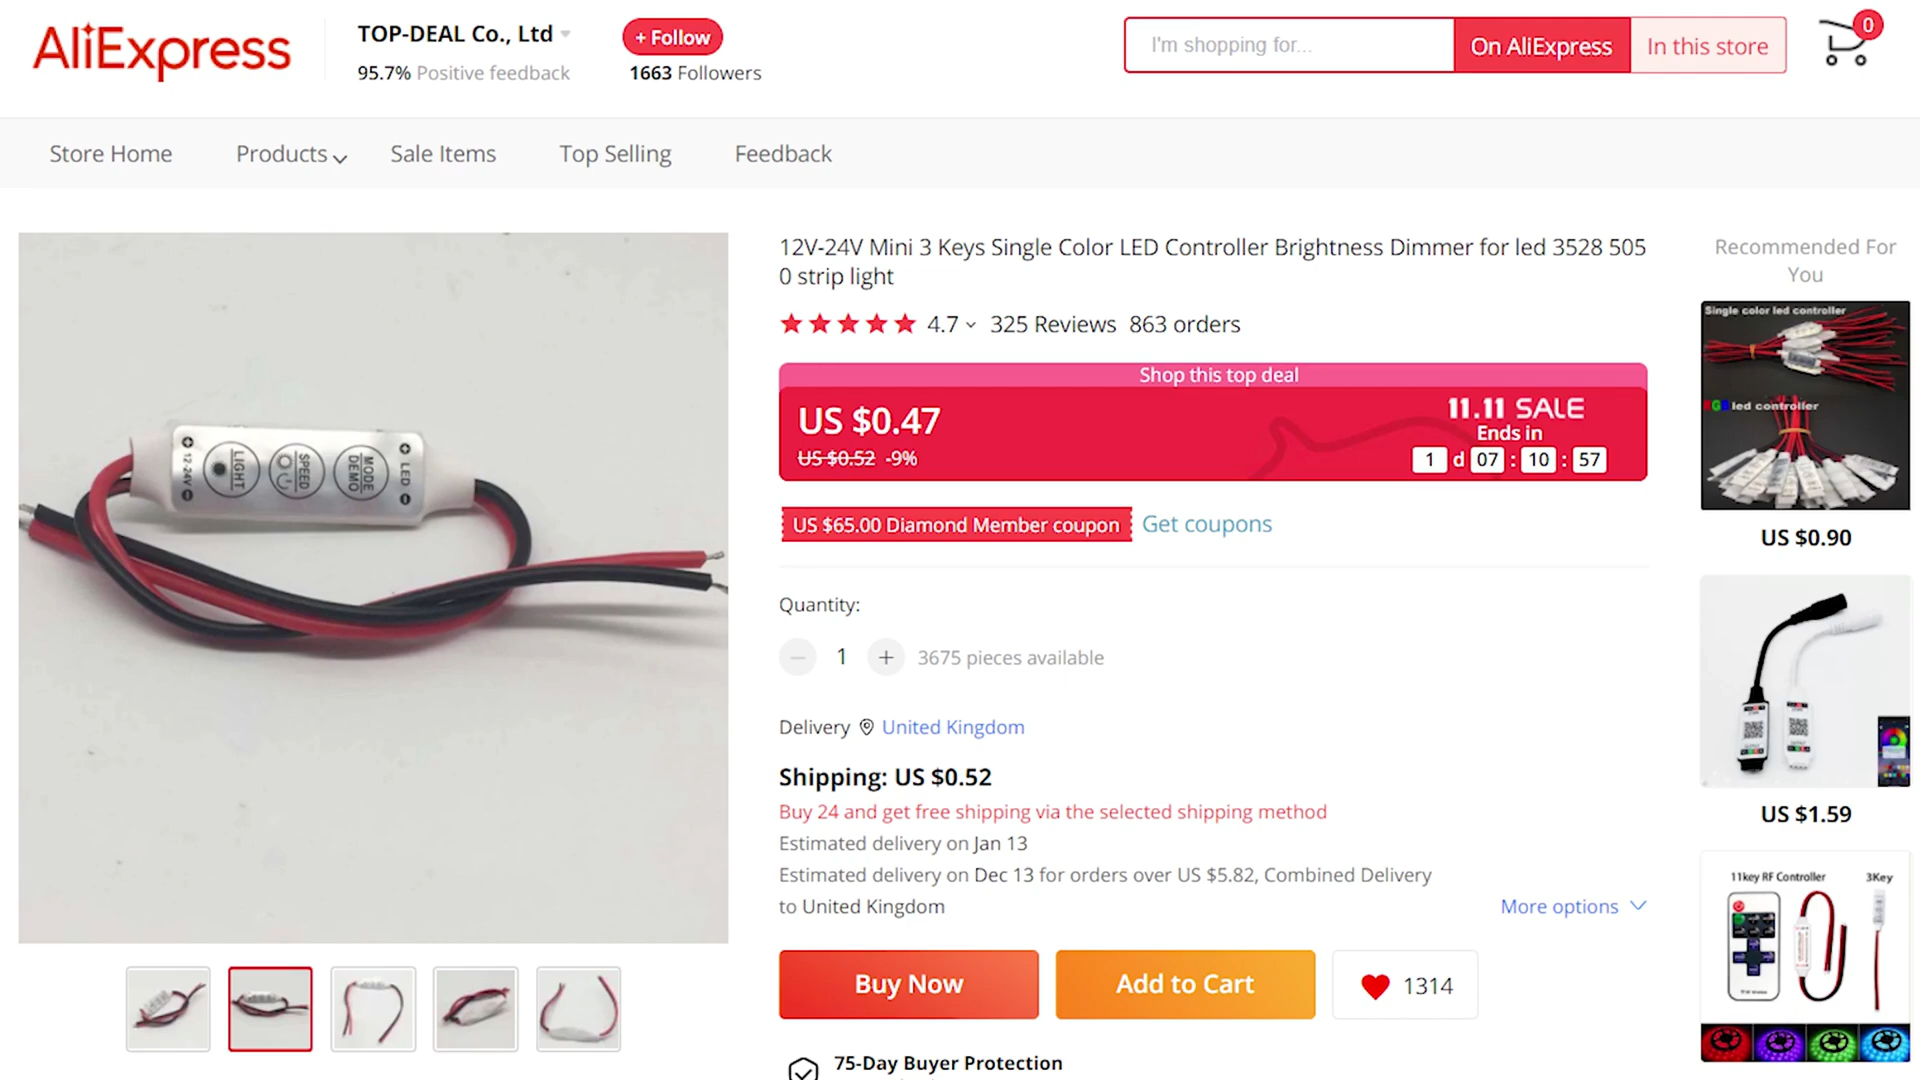 AliExpress
TOP-DEAL Co., Ltd
95.7% Positive feedback
+ Follow
1663 Followers
I'm shopping for...
On AliExpress
In this store
0
Store Home
Products
Sale Items
Top Selling
Feedback
12-24V
LIGHT
SPEED
MODE
DEMO
LED
12V-24V Mini 3 Keys Single Color LED Controller Brightness Dimmer for led 3528 505
0 strip light
4.7
325 Reviews
863 orders
Shop this top deal
US $0.47
US $0.52 -9%
11.11 SALE
Ends in
1 d 07 : 10 : 57
US $65.00 Diamond Member coupon
Get coupons
Quantity:
− 1 +
3675 pieces available
Delivery United Kingdom
Shipping: US $0.52
Buy 24 and get free shipping via the selected shipping method
Estimated delivery on Jan 13
Estimated delivery on Dec 13 for orders over US $5.82, Combined Delivery
to United Kingdom
More options
Buy Now
Add to Cart
1314
75-Day Buyer Protection
Recommended For
You
Single color led controller
RGB led controller
US $0.90
US $1.59
11key RF Controller
3Key